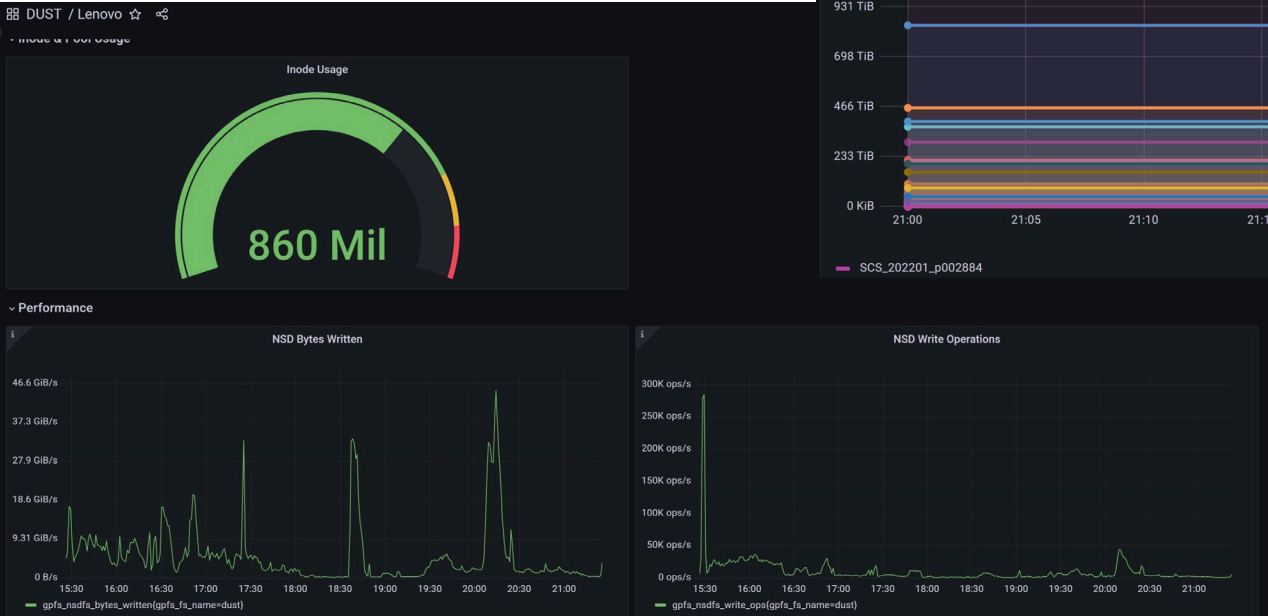 DUST / Lenovo
Inode & Pool Usage
Inode Usage
860 Mil
931 TiB
698 TiB
466 TiB
233 TiB
0 KiB
21:00 21:05 21:10
SCS_202201_p002884
Performance
i
NSD Bytes Written
46.6 GiB/s
37.3 GiB/s
27.9 GiB/s
18.6 GiB/s
9.31 GiB/s
0 B/s
15:30 16:00 16:30 17:00 17:30 18:00 18:30 19:00 19:30 20:00 20:30 21:00
gpfs_nsdfs_bytes_written{gpfs_fs_name=dust}
i
NSD Write Operations
300K ops/s
250K ops/s
200K ops/s
150K ops/s
100K ops/s
50K ops/s
0 ops/s
15:30 16:00 16:30 17:00 17:30 18:00 18:30 19:00 19:30 20:00 20:30 21:00
gpfs_nsdfs_write_ops{gpfs_fs_name=dust}